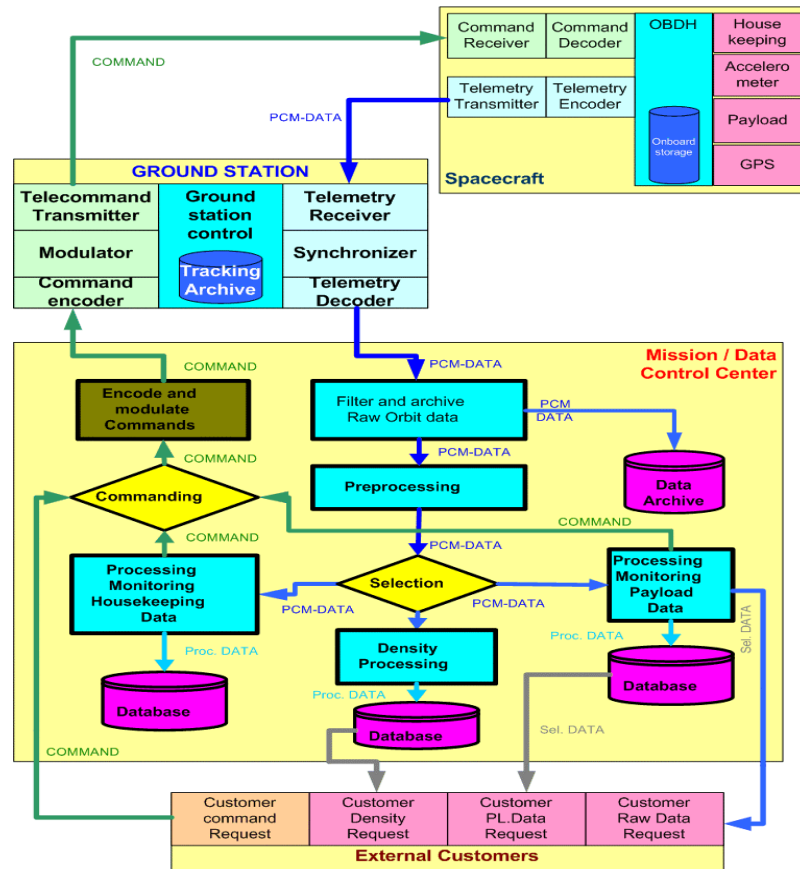 Command
Receiver
Command
Decoder
OBDH
House
keeping
Accelero
meter
Telemetry
Transmitter
Telemetry
Encoder
Onboard
storage
Payload
GPS
Spacecraft
COMMAND
PCM-DATA
GROUND STATION
Telecommand
Transmitter
Modulator
Command
encoder
Ground
station
control
Tracking
Archive
Telemetry
Receiver
Synchronizer
Telemetry
Decoder
Mission / Data
Control Center
COMMAND
PCM-DATA
Encode and
modulate
Commands
Filter and archive
Raw Orbit data
PCM
DATA
COMMAND
PCM-DATA
Commanding
Preprocessing
Data
Archive
COMMAND
COMMAND
PCM-DATA
Processing
Monitoring
Housekeeping
Data
Selection
Processing
Monitoring
Payload
Data
PCM-DATA
PCM-DATA
Proc. DATA
Density
Processing
Proc. DATA
Sel. DATA
Database
Proc. DATA
Database
Database
Sel. DATA
COMMAND
Customer
command
Request
Customer
Density
Request
Customer
PL.Data
Request
Customer
Raw Data
Request
External Customers